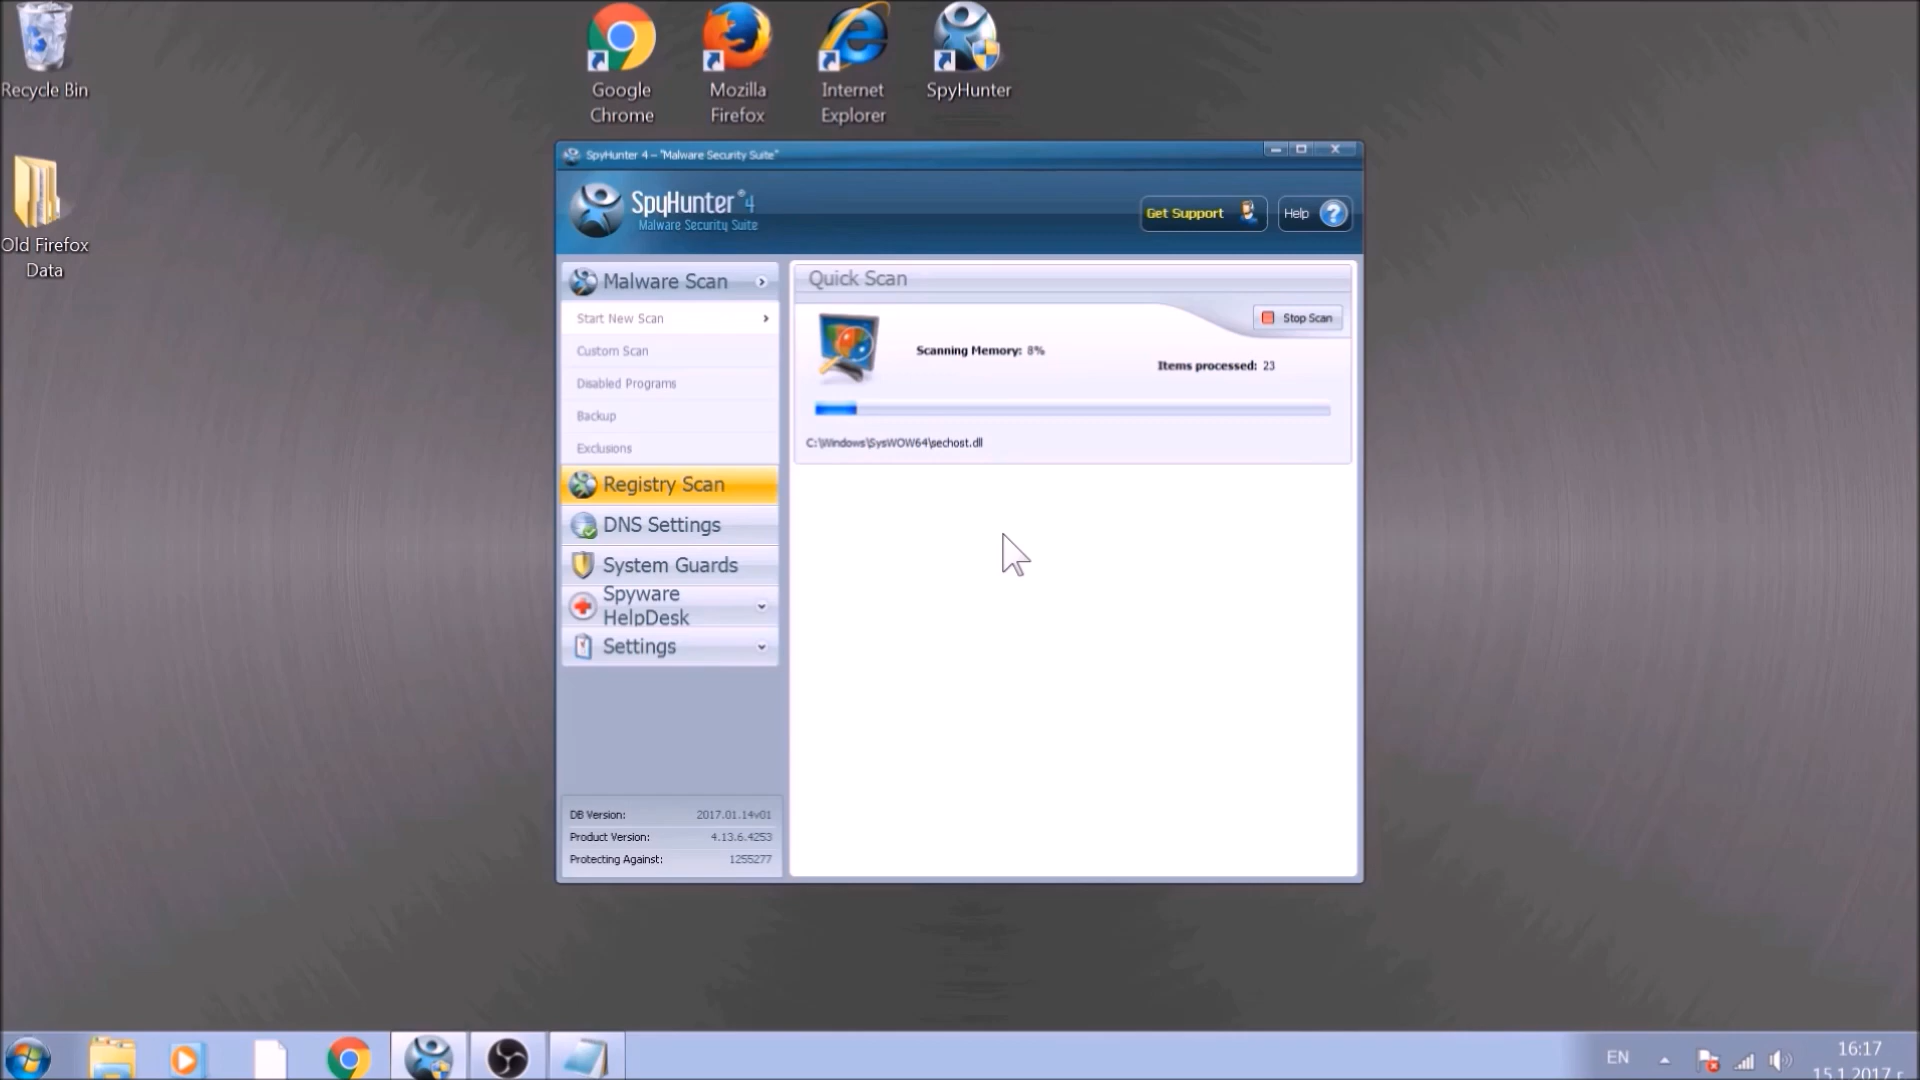 Recycle Bin
Google
Chrome
Mozilla
Firefox
Internet
Explorer
SpyHunter
Old Firefox
Data
SpyHunter 4 – "Malware Security Suite"
SpyHunter® 4
Malware Security Suite
Get Support
Help
Malware Scan
Start New Scan
Custom Scan
Disabled Programs
Backup
Exclusions
Registry Scan
DNS Settings
System Guards
Spyware
HelpDesk
Settings
DB Version: 2017.01.14v01
Product Version: 4.13.6.4253
Protecting Against: 1255277
Quick Scan
Stop Scan
Scanning Memory: 8%
Items processed: 23
C:\Windows\SysWOW64\sechost.dll
EN
16:17
15.1.2017 г.